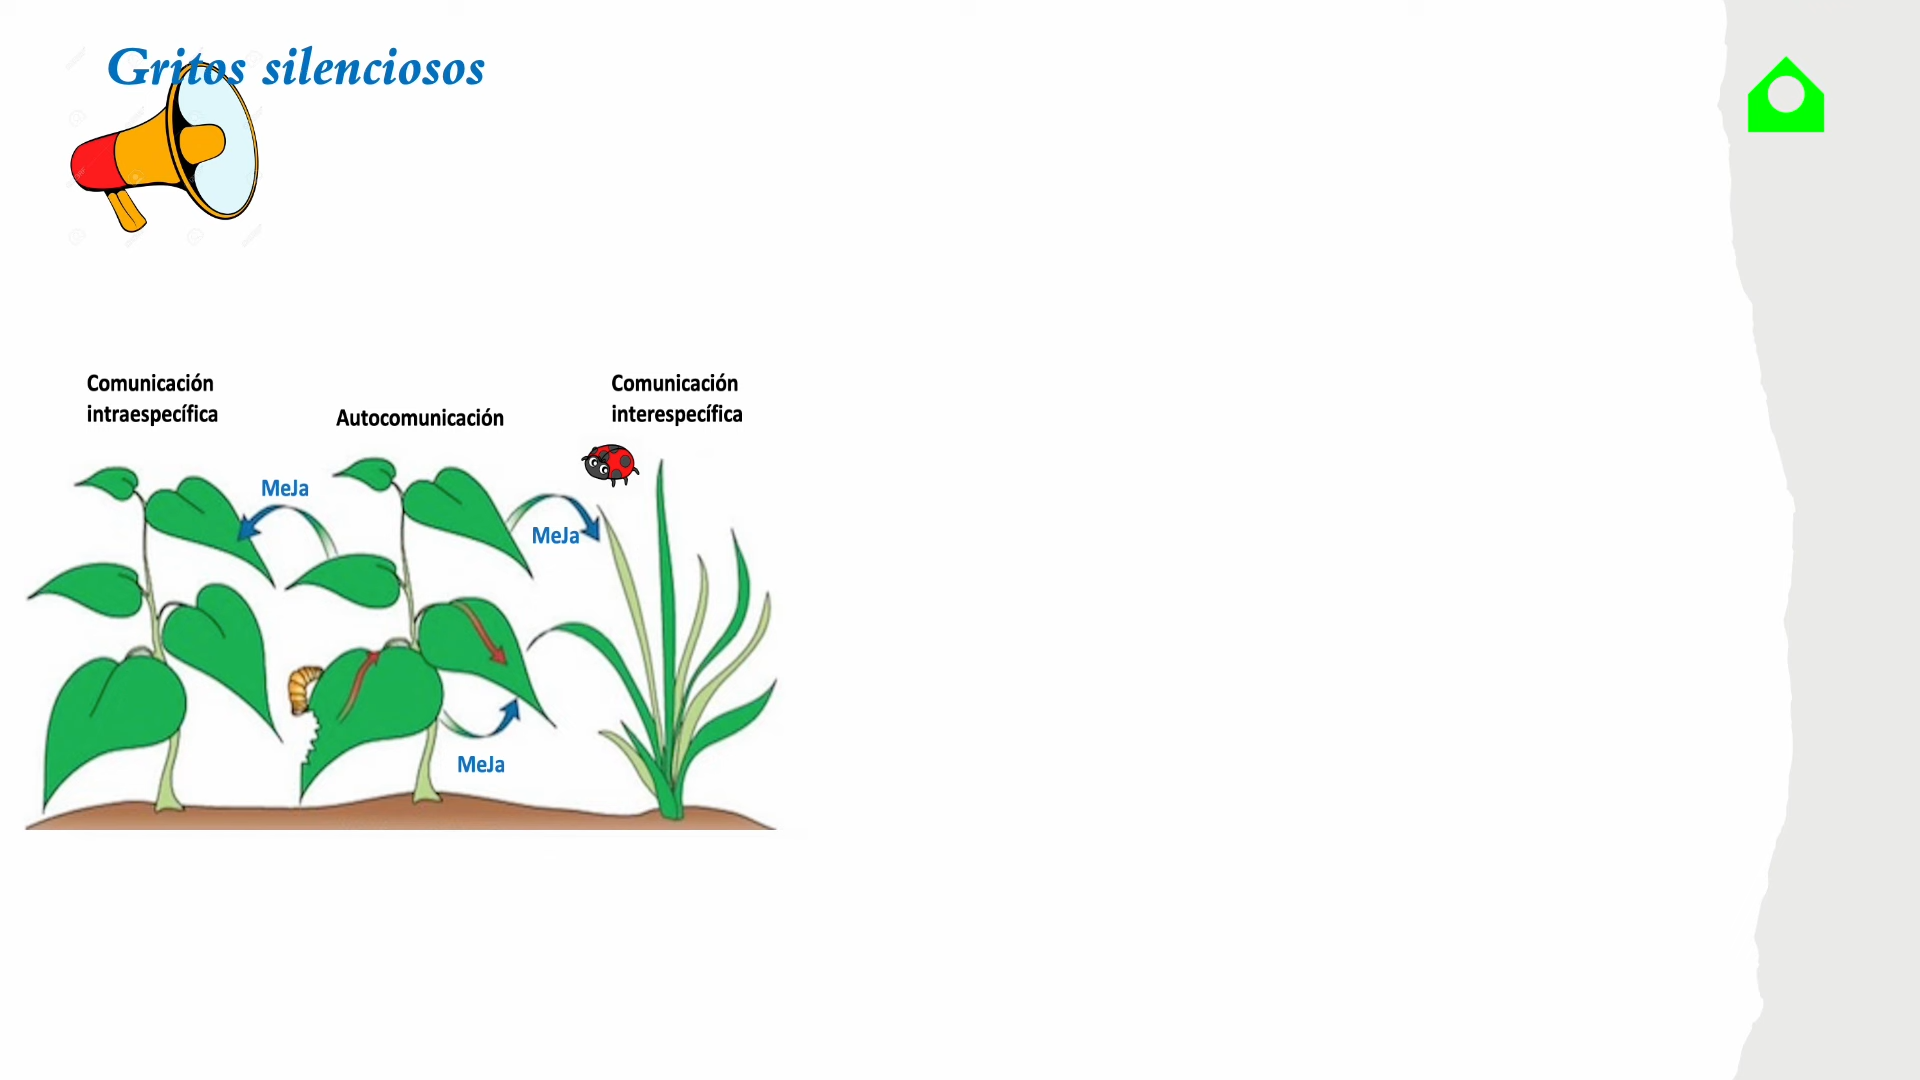 Gritos silenciosos
Comunicación
intraespecífica
Autocomunicación
Comunicación
interespecífica
MeJa
MeJa
MeJa